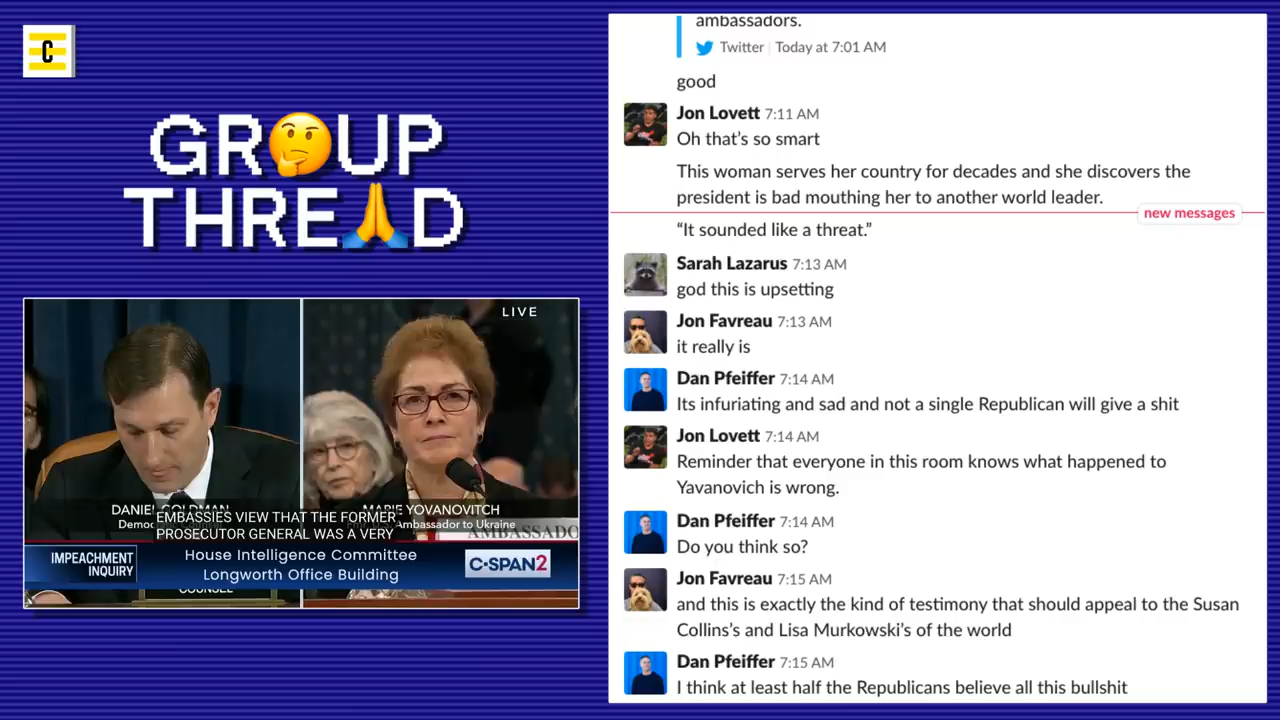 C
GR🤔UP
THRE🙏D
LIVE
DANIEL GOLDMAN
MARIE YOVANOVITCH
Ambassador to Ukraine
EMBASSIES VIEW THAT THE FORMER
PROSECUTOR GENERAL WAS A VERY
AMBASSADO
IMPEACHMENT
INQUIRY
House Intelligence Committee
Longworth Office Building
C-SPAN2
COUNSEL
ambassadors.
Twitter | Today at 7:01 AM
good
Jon Lovett 7:11 AM
Oh that's so smart
This woman serves her country for decades and she discovers the
president is bad mouthing her to another world leader.
new messages
“It sounded like a threat.”
Sarah Lazarus 7:13 AM
god this is upsetting
Jon Favreau 7:13 AM
it really is
Dan Pfeiffer 7:14 AM
Its infuriating and sad and not a single Republican will give a shit
Jon Lovett 7:14 AM
Reminder that everyone in this room knows what happened to
Yavanovich is wrong.
Dan Pfeiffer 7:14 AM
Do you think so?
Jon Favreau 7:15 AM
and this is exactly the kind of testimony that should appeal to the Susan
Collins's and Lisa Murkowski's of the world
Dan Pfeiffer 7:15 AM
I think at least half the Republicans believe all this bullshit